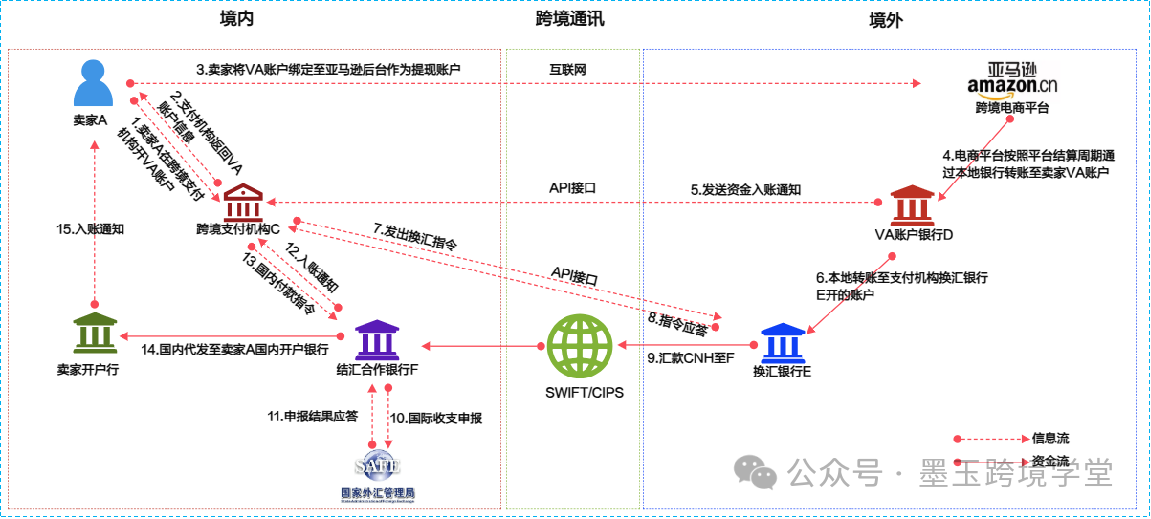 境内
跨境通讯
境外
3.卖家将VA账户绑定至亚马逊后台作为提现账户
互联网
亚马逊
amazon.cn
跨境电商平台
卖家A
2.支付机构返回VA
账户信息
1.卖家A在跨境支付
机构开VA账户
4.电商平台按照平台结算周期通
过本地银行转账至卖家VA账户
API接口
5.发送资金入账通知
跨境支付机构C
VA账户银行D
15.入账通知
7.发出换汇指令
12.入账通知
13.国内付款指令
API接口
6.本地转账至支付机构换汇银行
E开的账户
8.指令应答
14.国内代发至卖家A国内开户银行
9.汇款CNH至F
卖家开户行
结汇合作银行F
换汇银行E
SWIFT/CIPS
11.申报结果应答
10.国际收支申报
SAFE
国家外汇管理局
信息流
资金流
公众号·墨玉跨境学堂